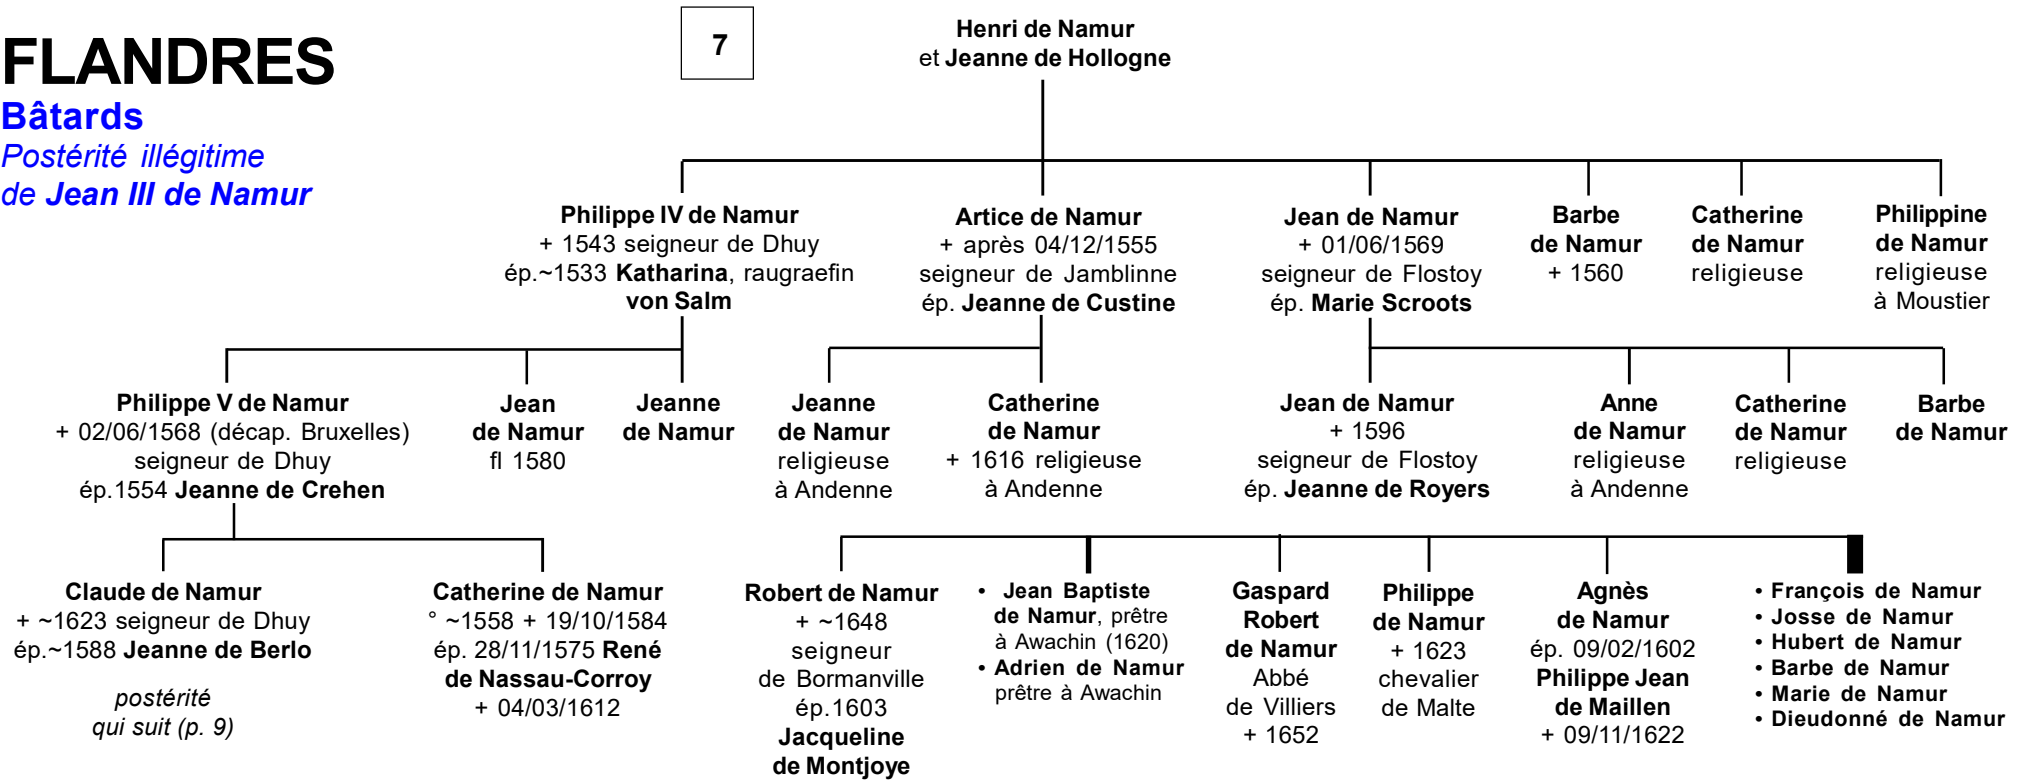 FLANDRES
Bâtards
Postérité illégitime
de Jean III de Namur
7
Henri de Namur
et Jeanne de Hollogne
Philippe IV de Namur
+ 1543 seigneur de Dhuy
ép.~1533 Katharina, raugraefin
von Salm
Artice de Namur
+ après 04/12/1555
seigneur de Jamblinne
ép. Jeanne de Custine
Jean de Namur
+ 01/06/1569
seigneur de Flostoy
ép. Marie Scroots
Barbe
de Namur
+ 1560
Catherine
de Namur
religieuse
Philippine
de Namur
religieuse
à Moustier
Philippe V de Namur
+ 02/06/1568 (décap. Bruxelles)
seigneur de Dhuy
ép.1554 Jeanne de Crehen
Jean
de Namur
fl 1580
Jeanne
de Namur
Jeanne
de Namur
religieuse
à Andenne
Catherine
de Namur
+ 1616 religieuse
à Andenne
Jean de Namur
+ 1596
seigneur de Flostoy
ép. Jeanne de Royers
Anne
de Namur
religieuse
à Andenne
Catherine
de Namur
religieuse
Barbe
de Namur
Claude de Namur
+ ~1623 seigneur de Dhuy
ép.~1588 Jeanne de Berlo
postérité
qui suit (p. 9)
Catherine de Namur
° ~1558 + 19/10/1584
ép. 28/11/1575 René
de Nassau-Corroy
+ 04/03/1612
Robert de Namur
+ ~1648
seigneur
de Bormanville
ép.1603
Jacqueline
de Montjoye
• Jean Baptiste
de Namur, prêtre
à Awachin (1620)
• Adrien de Namur
prêtre à Awachin
Gaspard
Robert
de Namur
Abbé
de Villiers
+ 1652
Philippe
de Namur
+ 1623
chevalier
de Malte
Agnès
de Namur
ép. 09/02/1602
Philippe Jean
de Maillen
+ 09/11/1622
• François de Namur
• Josse de Namur
• Hubert de Namur
• Barbe de Namur
• Marie de Namur
• Dieudonné de Namur